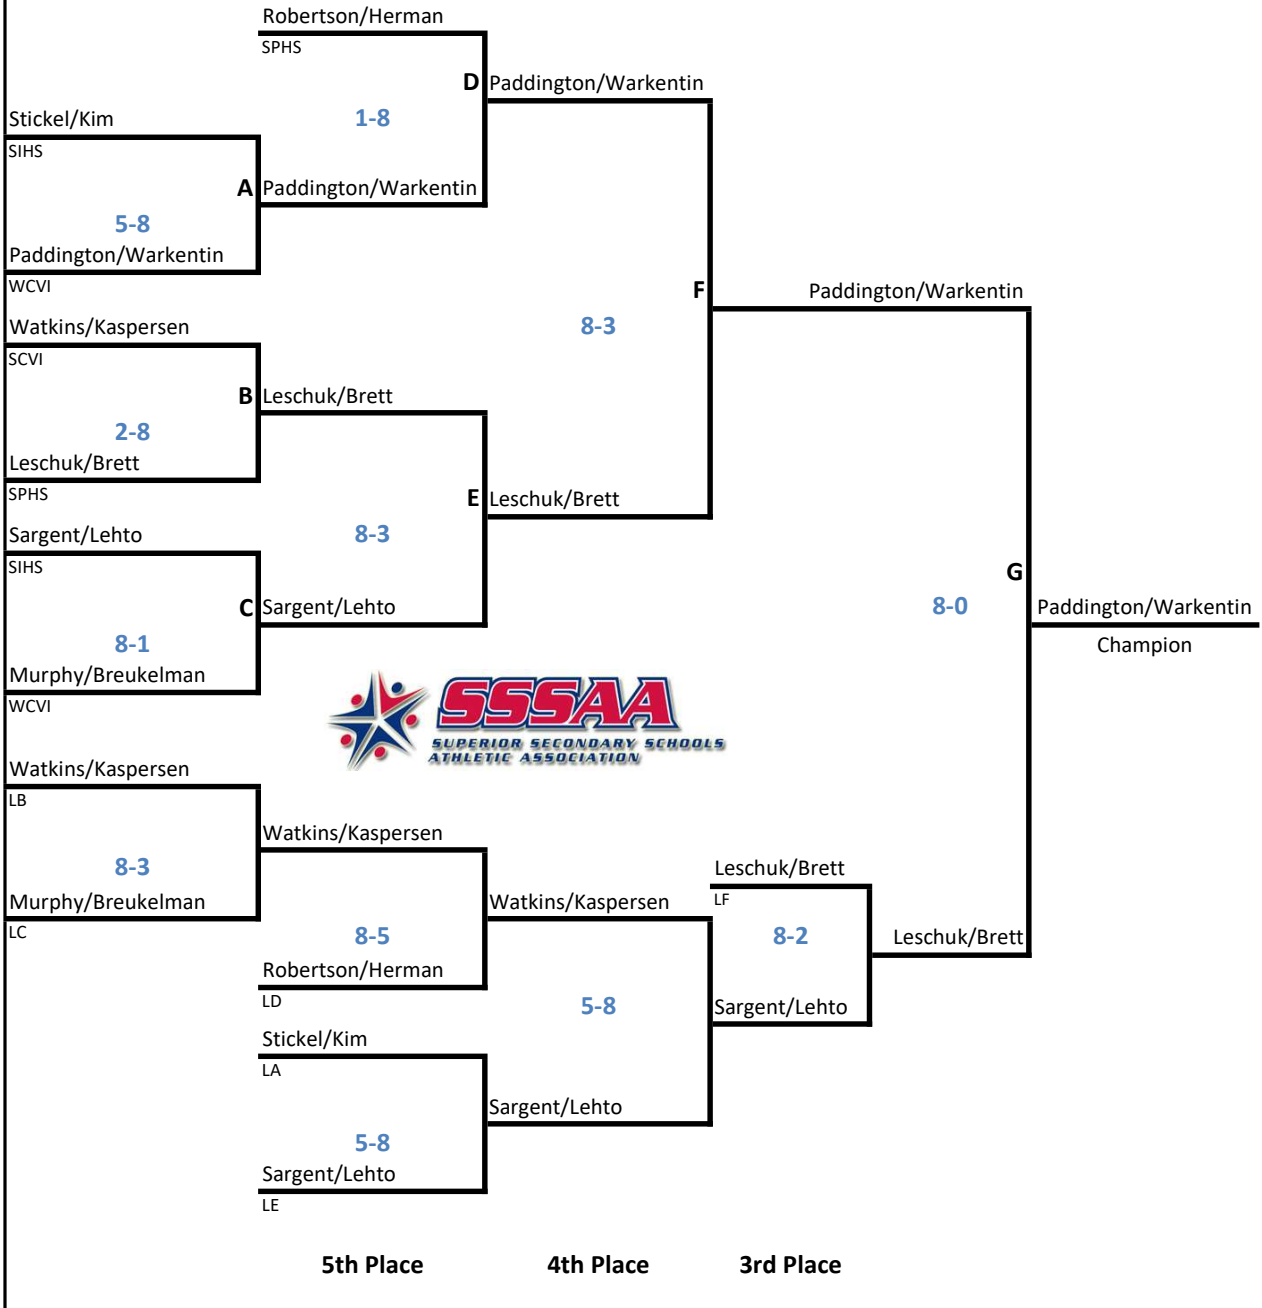 Robertson/Herman
SPHS
D Paddington/Warkentin
1-8
Stickel/Kim
SIHS
A Paddington/Warkentin
5-8
Paddington/Warkentin
WCVI
F Paddington/Warkentin
8-3
Watkins/Kaspersen
SCVI
B Leschuk/Brett
2-8
Leschuk/Brett
SPHS
E Leschuk/Brett
8-3
Sargent/Lehto
SIHS
C Sargent/Lehto
8-1
Murphy/Breukelman
WCVI
G
8-0
Paddington/Warkentin
Champion
SSSAA
SUPERIOR SECONDARY SCHOOLS
ATHLETIC ASSOCIATION
Watkins/Kaspersen
LB
8-3
Murphy/Breukelman
LC
Watkins/Kaspersen
8-5
Robertson/Herman
LD
Watkins/Kaspersen
5-8
Leschuk/Brett
LF
8-2
Leschuk/Brett
Sargent/Lehto
Stickel/Kim
LA
5-8
Sargent/Lehto
Sargent/Lehto
LE
5th Place 4th Place 3rd Place